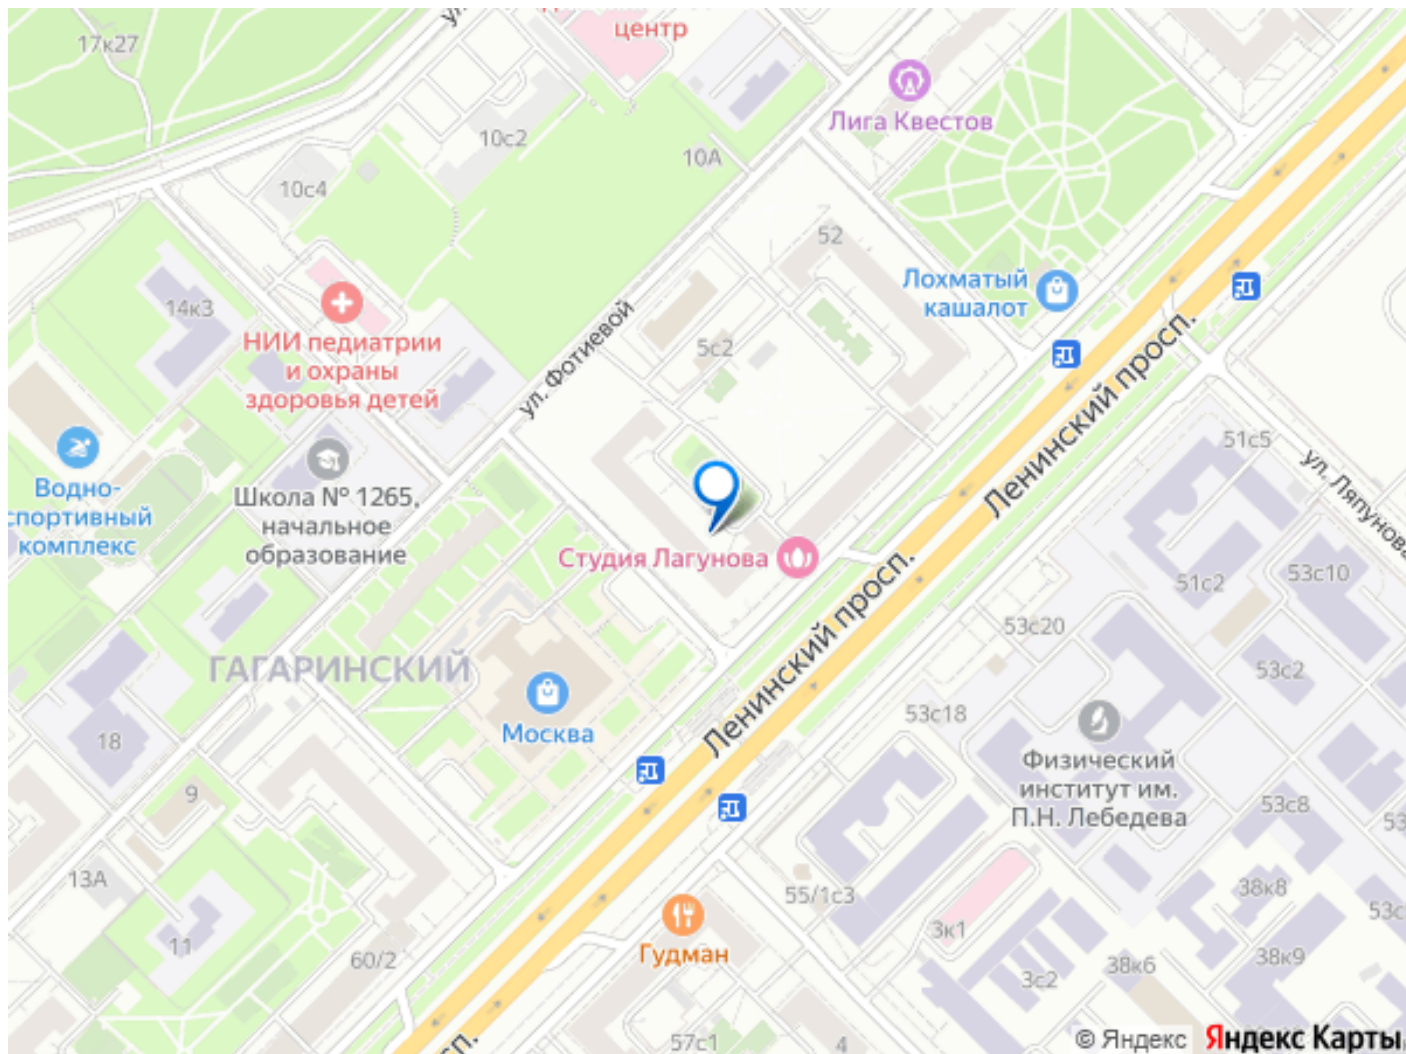 17к27
центр
Лига Квестов
10с2
10А
10с4
52
Лохматый
кашалот
14к3
НИИ педиатрии
и охраны
здоровья детей
ул. Фотиевой
5с2
Ленинский просп.
51с5
ул. Ляпунова
Водно-
спортивный
комплекс
Школа № 1265,
начальное
образование
Студия Лагунова
51с2
53с10
53с20
53с2
ГАГАРИНСКИЙ
Ленинский просп.
Москва
53с18
18
Физический
институт им.
П.Н. Лебедева
9
53с8
13А
55/1с3
38к8
3к1
Гудман
11
60/2
38к6
38к9
3с2
57с1
4
© Яндекс
Яндекс Карты